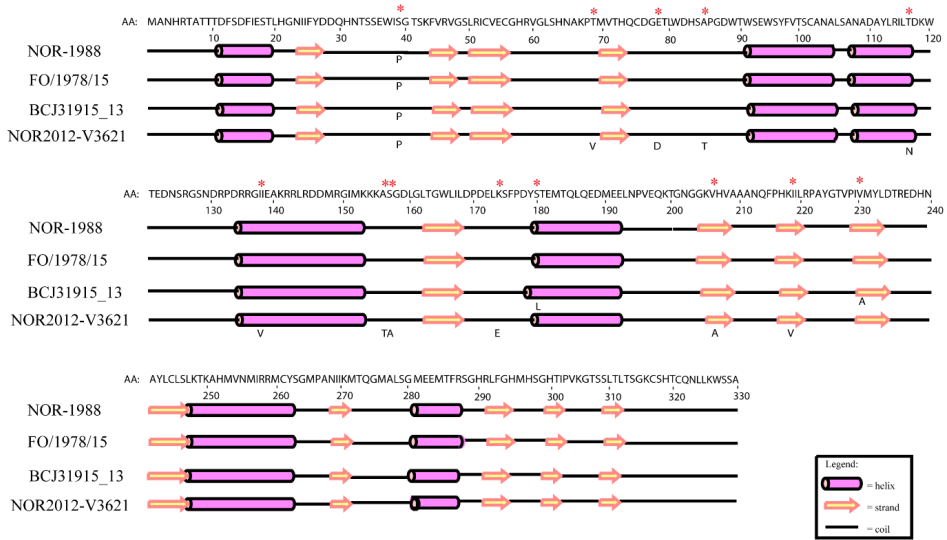 AA: MANHRTATTTDFSDFIESTLHGNIIFYDDQHNTSSEWISGTSKFVRVGSLRICVECGHRVGLSHNAKPTMVTHQCDGETLWDHSAPGDWTWSEWSYFVTSCANALSANADAYLRILTDKW
* * * * *
10 20 30 40 50 60 70 80 90 100 110 120
NOR-1988
P
FO/1978/15
P
BCJ31915_13
P
NOR2012-V3621
V D T N
* * * * * * * *
AA: TEDNSRGSNDRPDRRGIIEAKRRLRDDMRGIMKKKASGDLGLTGWLILDPDELKSFPDYSTEMTQLQEDMEELNPVEQKTGNGGKVHVAAANQFPHKIILRPAYGTVPIVMYLDTREDHN
130 140 150 160 170 180 190 200 210 220 230 240
NOR-1988
FO/1978/15
BCJ31915_13
L A
NOR2012-V3621
V TA E A V
AA: AYLCLSLKTKAHMVNMIRRMCYSGMPANIIKMTQGMALSGMEEMTFRSGHRLFGHMHSGHTIPVKGTSSLTLTSGKCSHTCQNLLKWSSA
250 260 270 280 290 300 310 320 330
NOR-1988
FO/1978/15
BCJ31915_13
NOR2012-V3621
Legend:
= helix
= strand
= coil